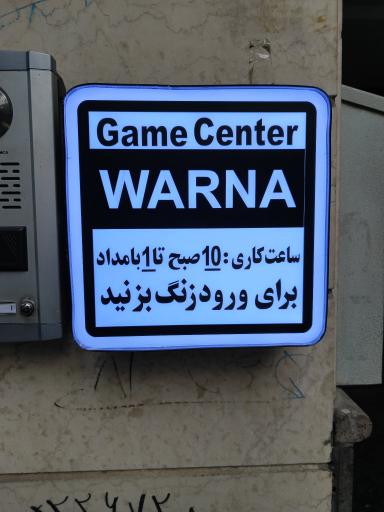 Game Center
WARNA
ساعت کاری : 10 صبح تا 1 بامداد
برای ورود زنگ بزنید